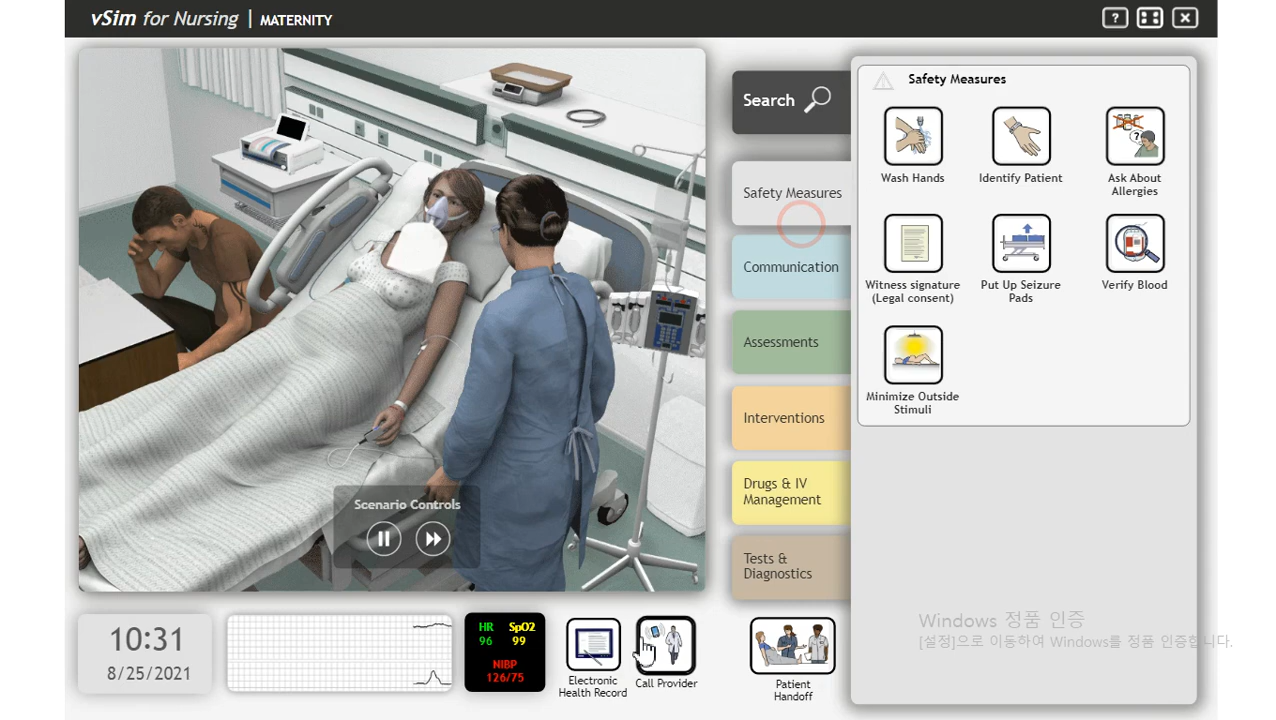 vSim for Nursing | MATERNITY
?
Search
Safety Measures
Communication
Assessments
Interventions
Drugs & IV
Management
Tests &
Diagnostics
Safety Measures
Wash Hands
Identify Patient
Ask About
Allergies
Witness signature
(Legal consent)
Put Up Seizure
Pads
Verify Blood
Minimize Outside
Stimuli
Scenario Controls
10:31
8/25/2021
HR
96
SpO2
99
NIBP
126/75
Electronic
Health Record
Call Provider
Patient
Handoff
Windows 정품 인증
[설정]으로 이동하여 Windows를 정품 인증합니다.